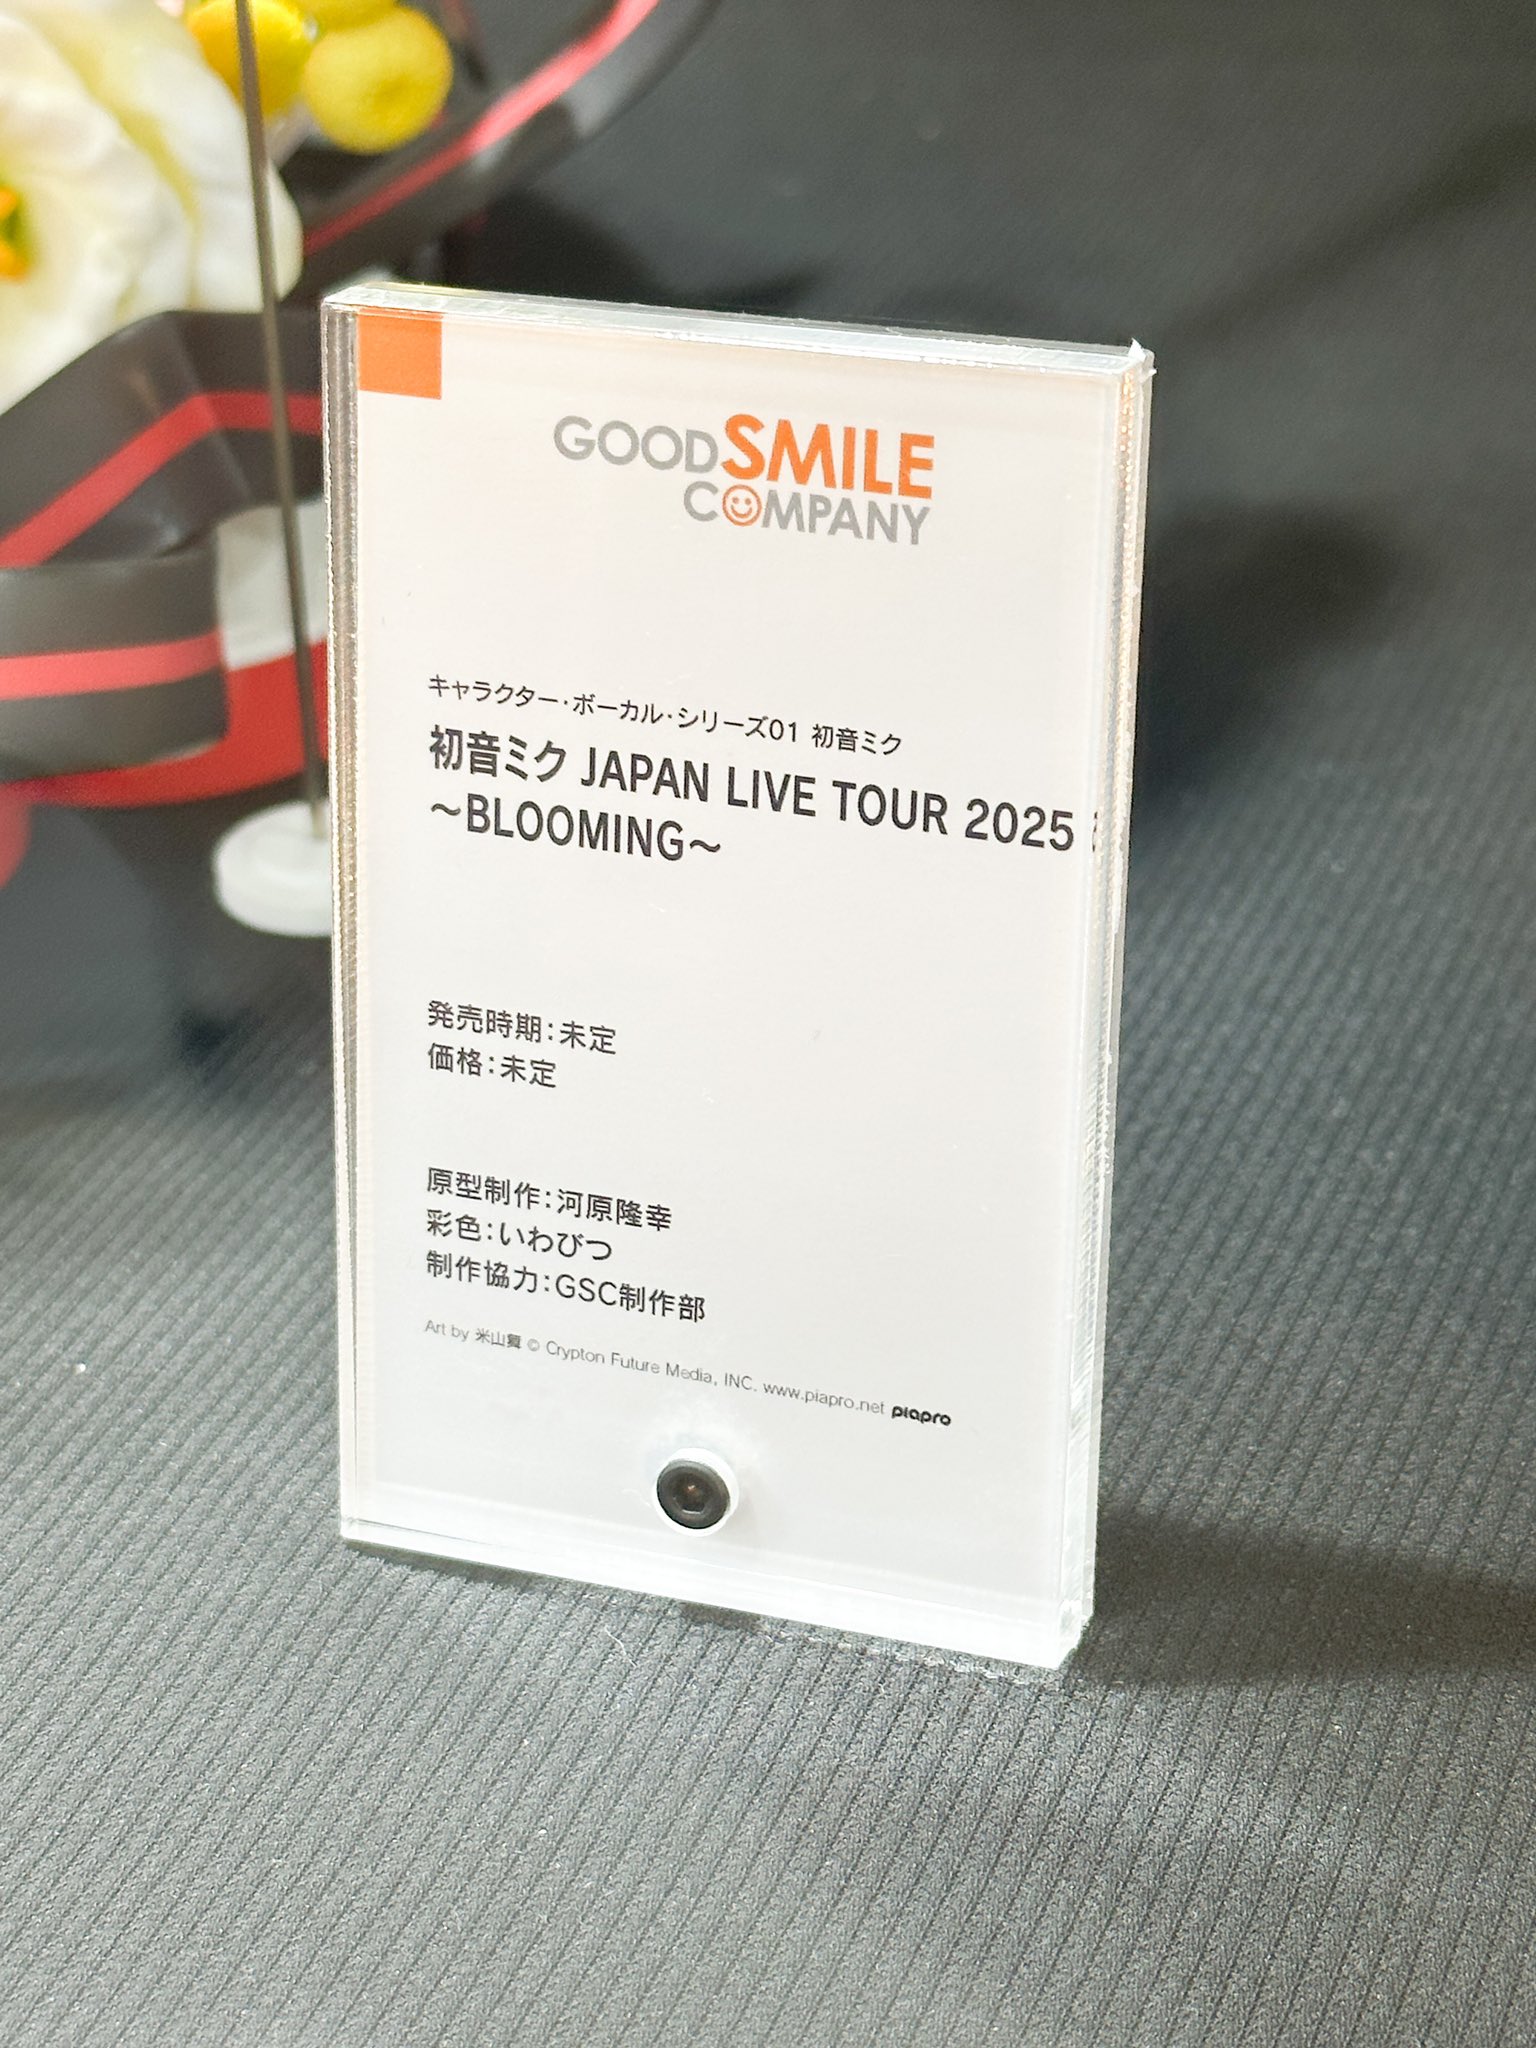 GOOD SMILE
COMPANY
キャラクター・ボーカル・シリーズ01 初音ミク
初音ミク JAPAN LIVE TOUR 2025
～BLOOMING～
発売時期：未定
価格：未定
原型制作：河原隆幸
彩色：いわびつ
制作協力：GSC制作部
Art by 米山舞 © Crypton Future Media, INC. www.piapro.net piapro